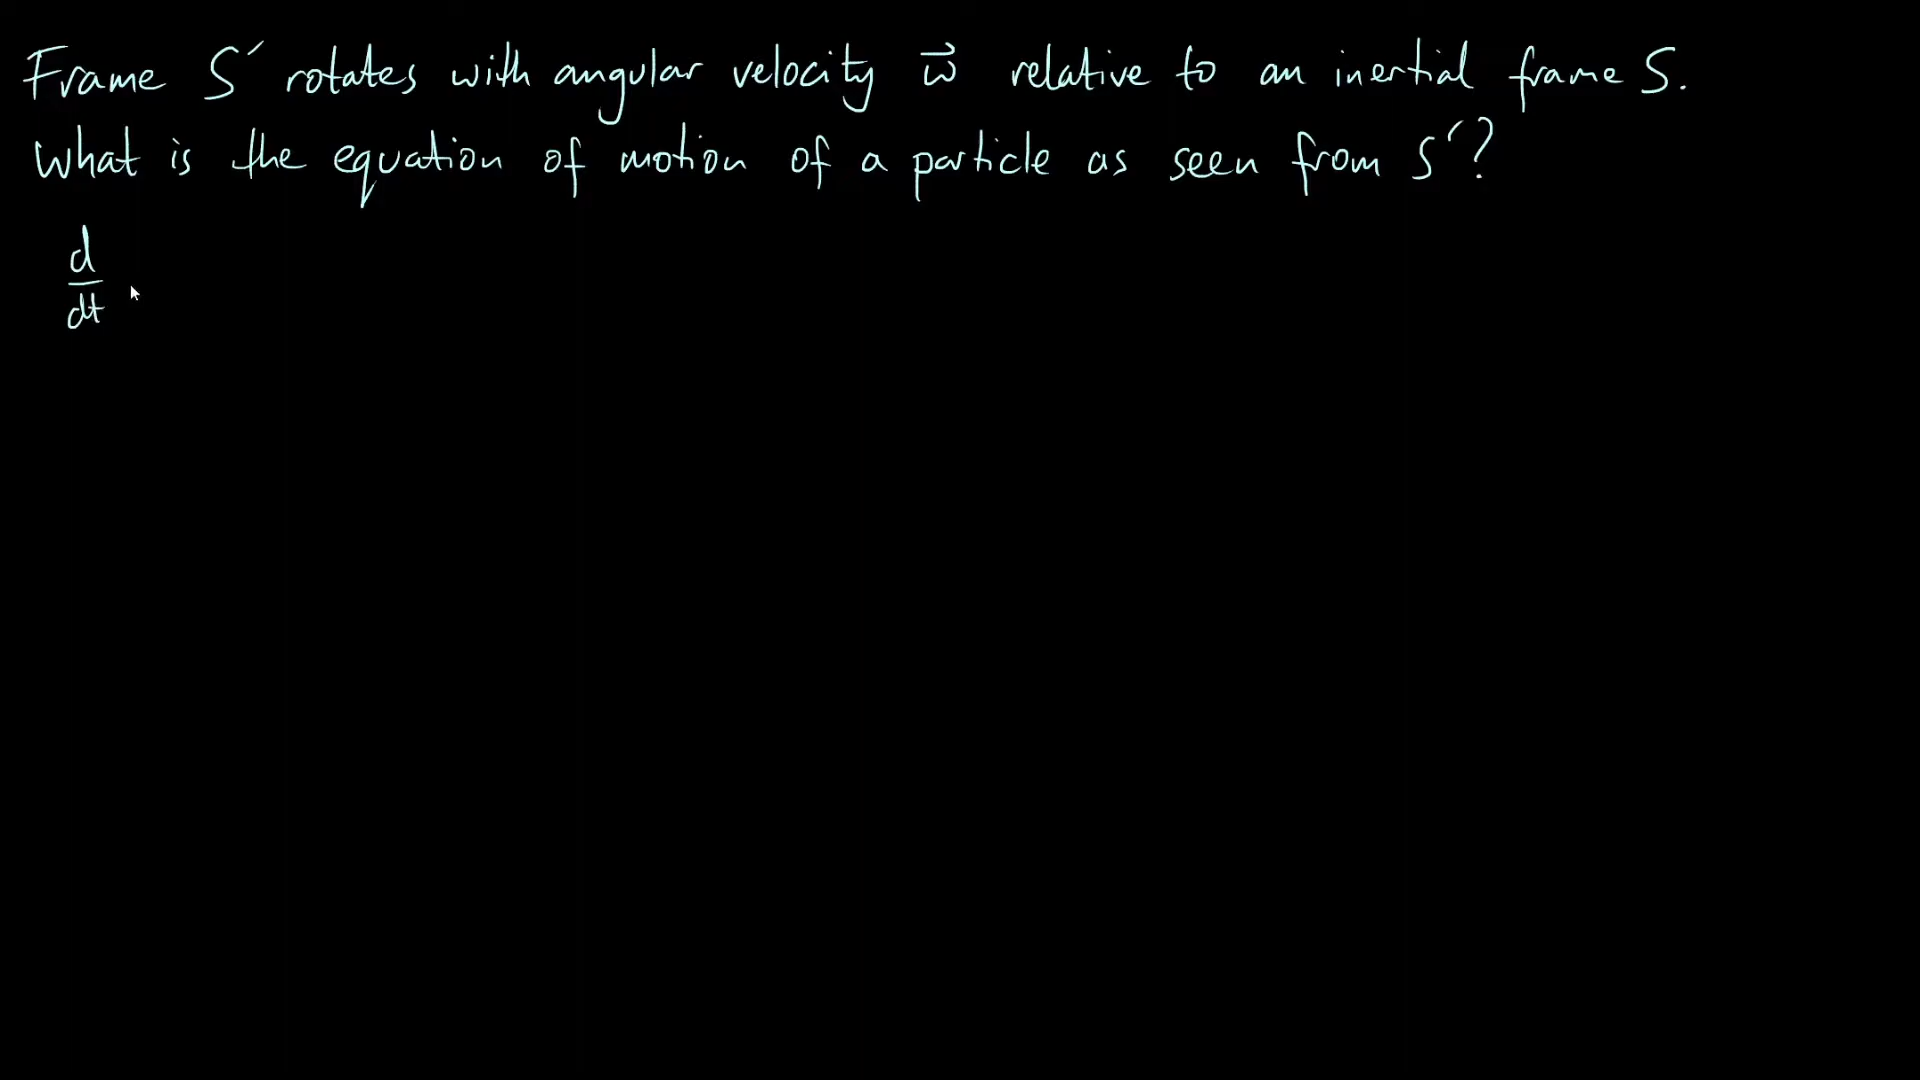 Frame S′ rotates with angular velocity ω⃗ relative to an inertial frame S.
What is the equation of motion of a particle as seen from S′?
d
dt